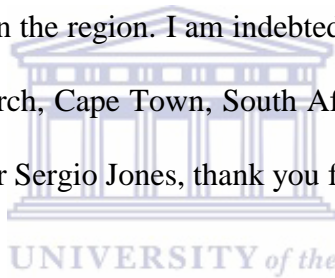 n the region. I am indebted
rch, Cape Town, South Af
r Sergio Jones, thank you f
UNIVERSITY of the